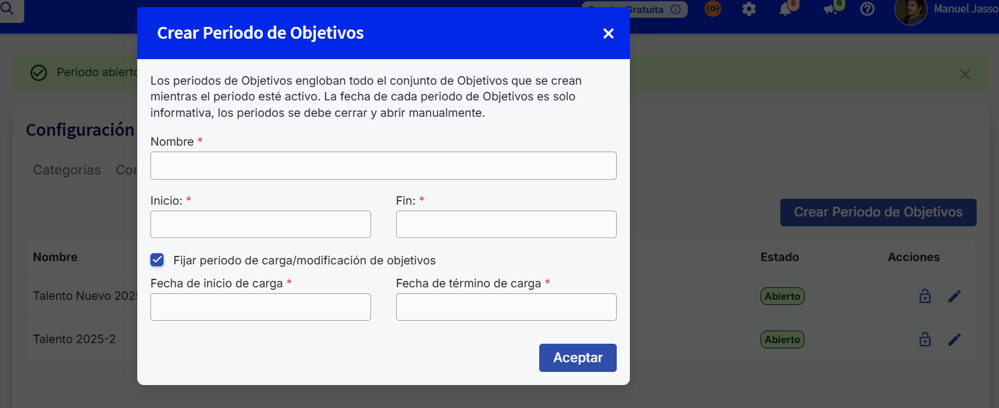 Gratuita
6
6
Manuel Jasso
Crear Periodo de Objetivos
Periodo abierto
Los periodos de Objetivos engloban todo el conjunto de Objetivos que se crean
mientras el periodo esté activo. La fecha de cada periodo de Objetivos es solo
informativa, los periodos se debe cerrar y abrir manualmente.
Configuración
Nombre *
Categorías
Inicio: *
Fin: *
Crear Periodo de Objetivos
Fijar periodo de carga/modificación de objetivos
Nombre
Estado
Acciones
Fecha de inicio de carga *
Fecha de término de carga *
Talento Nuevo 2025
Abierto
Talento 2025-2
Abierto
Aceptar